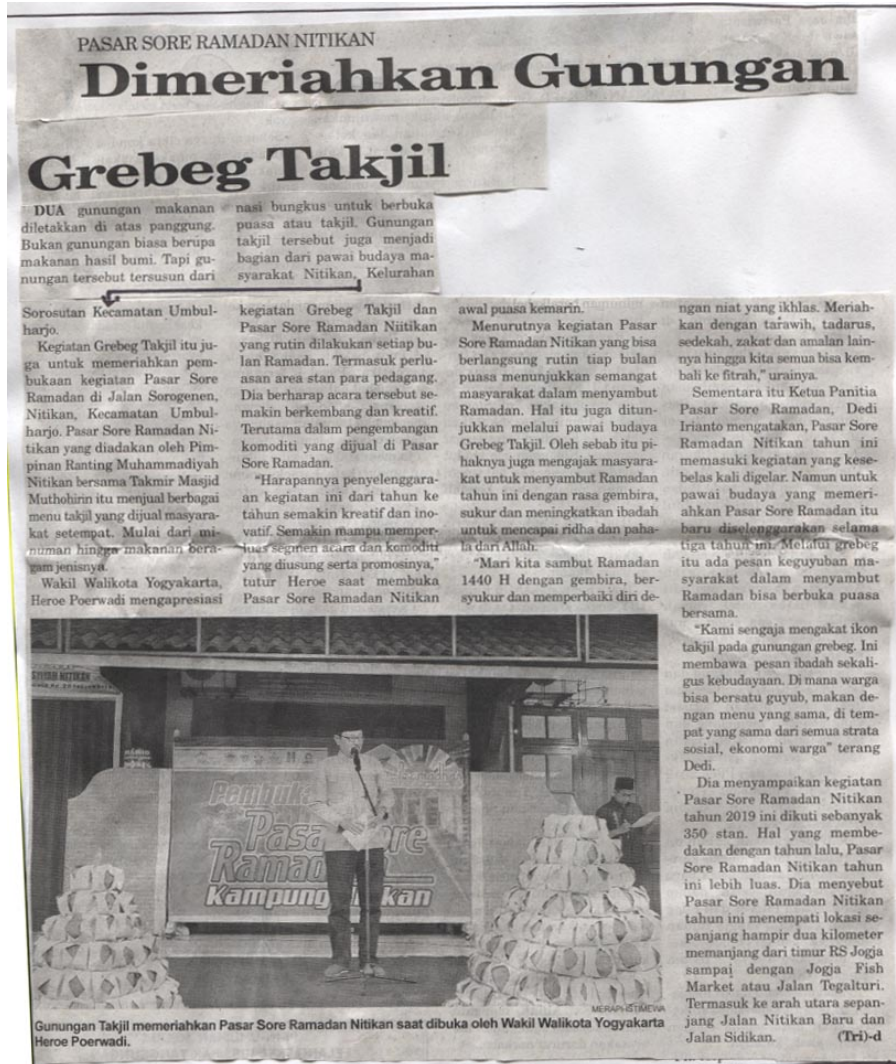 PASAR SORE RAMADAN NITIKAN
Dimeriahkan Gunungan
Grebeg Takjil
DUA gunungan makanan
diletakkan di atas panggung.
Bukan gunungan biasa berupa
makanan hasil bumi. Tapi gu-
nungan tersebut tersusun dari
nasi bungkus untuk berbuka
puasa atau takjil. Gunungan
takjil tersebut juga menjadi
bagian dari pawai budaya ma-
syarakat Nitikan, Kelurahan
Sorosutan Kecamatan Umbul-
harjo.
Kegiatan Grebeg Takjil itu ju-
ga untuk memeriahkan pem-
bukaan kegiatan Pasar Sore
Ramadan di Jalan Sorogenen,
Nitikan, Kecamatan Umbul-
harjo. Pasar Sore Ramadan Ni-
tikan yang diadakan oleh Pim-
pinan Ranting Muhammadiyah
Nitikan bersama Takmir Masjid
Muthohirin itu menjual berbagai
menu takjil yang dijual masyara-
kat setempat. Mulai dari mi-
numan hingga makanan bera-
gam jenisnya.
Wakil Walikota Yogyakarta,
Heroe Poerwadi mengapresiasi
kegiatan Grebeg Takjil dan
Pasar Sore Ramadan Niitikan
yang rutin dilakukan setiap bu-
lan Ramadan. Termasuk perlu-
asan area stan para pedagang.
Dia berharap acara tersebut se-
makin berkembang dan kreatif.
Terutama dalam pengembangan
komoditi yang dijual di Pasar
Sore Ramadan.
"Harapannya penyelenggara-
an kegiatan ini dari tahun ke
tahun semakin kreatif dan ino-
vatif. Semakin mampu memper-
luas segmen acara dan komoditi
yang diusung serta promosinya,"
tutur Heroe saat membuka
Pasar Sore Ramadan Nitikan
awal puasa kemarin.
Menurutnya kegiatan Pasar
Sore Ramadan Nitikan yang bisa
berlangsung rutin tiap bulan
puasa menunjukkan semangat
masyarakat dalam menyambut
Ramadan. Hal itu juga ditun-
jukkan melalui pawai budaya
Grebeg Takjil. Oleh sebab itu pi-
haknya juga mengajak masyara-
kat untuk menyambut Ramadan
tahun ini dengan rasa gembira,
sukur dan meningkatkan ibadah
untuk mencapai ridha dan paha-
la dari Allah.
"Mari kita sambut Ramadan
1440 H dengan gembira, ber-
syukur dan memperbaiki diri de-
ngan niat yang ikhlas. Meriah-
kan dengan tarawih, tadarus,
sedekah, zakat dan amalan lain-
nya hingga kita semua bisa kem-
bali ke fitrah," urainya.
Sementara itu Ketua Panitia
Pasar Sore Ramadan, Dedi
Irianto mengatakan, Pasar Sore
Ramadan Nitikan tahun ini
memasuki kegiatan yang kese-
belas kali digelar. Namun untuk
pawai budaya yang memeri-
ahkan Pasar Sore Ramadan itu
baru diselenggarakan selama
tiga tahun ini. Melalui grebeg
itu ada pesan keguyuban ma-
syarakat dalam menyambut
Ramadan bisa berbuka puasa
bersama.
"Kami sengaja mengakat ikon
takjil pada gunungan grebeg. Ini
membawa pesan ibadah sekali-
gus kebudayaan. Di mana warga
bisa bersatu guyub, makan de-
ngan menu yang sama, di tem-
pat yang sama dari semua strata
sosial, ekonomi warga" terang
Dedi.
Dia menyampaikan kegiatan
Pasar Sore Ramadan Nitikan
tahun 2019 ini dikuti sebanyak
350 stan. Hal yang membe-
dakan dengan tahun lalu, Pasar
Sore Ramadan Nitikan tahun
ini lebih luas. Dia menyebut
Pasar Sore Ramadan Nitikan
tahun ini menempati lokasi se-
panjang hampir dua kilometer
memanjang dari timur RS Jogja
sampai dengan Jogja Fish
Market atau Jalan Tegalturi.
Termasuk ke arah utara sepan-
jang Jalan Nitikan Baru dan
Jalan Sidikan. (Tri)-d
NITIKAN
Pembuka
Pasar Sore
Ramadan
Kampung Nitikan
MERAPI-ISTIMEWA
Gunungan Takjil memeriahkan Pasar Sore Ramadan Nitikan saat dibuka oleh Wakil Walikota Yogyakarta
Heroe Poerwadi.